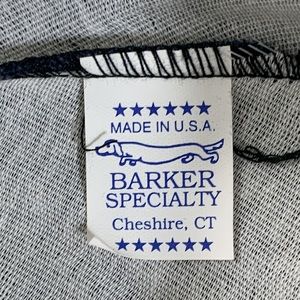 MADE IN U.S.A.
BARKER
SPECIALTY
Cheshire, CT